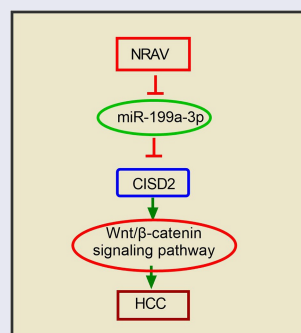 NRAV
miR-199a-3p
CISD2
Wnt/β-catenin
signaling pathway
HCC